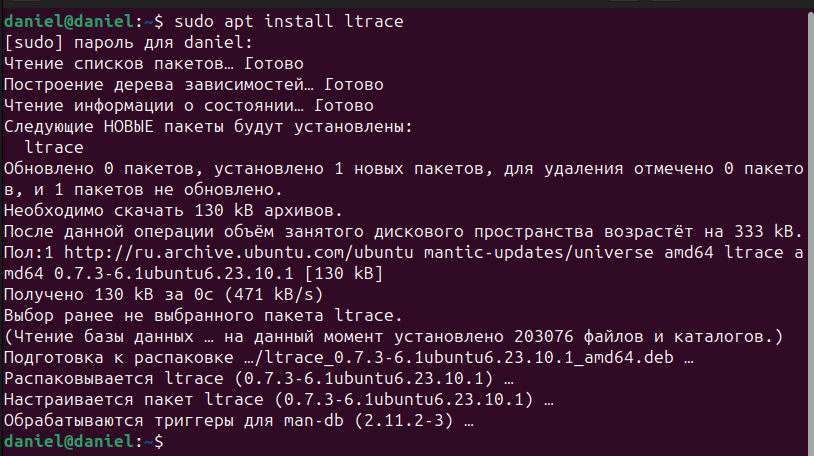 daniel@daniel:~$ sudo apt install ltrace
[sudo] пароль для daniel:
Чтение списков пакетов… Готово
Построение дерева зависимостей… Готово
Чтение информации о состоянии… Готово
Следующие НОВЫЕ пакеты будут установлены:
  ltrace
Обновлено 0 пакетов, установлено 1 новых пакетов, для удаления отмечено 0 пакето
в, и 1 пакетов не обновлено.
Необходимо скачать 130 kB архивов.
После данной операции объём занятого дискового пространства возрастёт на 333 kB.
Пол:1 http://ru.archive.ubuntu.com/ubuntu mantic-updates/universe amd64 ltrace a
md64 0.7.3-6.1ubuntu6.23.10.1 [130 kB]
Получено 130 kB за 0с (471 kB/s)
Выбор ранее не выбранного пакета ltrace.
(Чтение базы данных … на данный момент установлено 203076 файлов и каталогов.)
Подготовка к распаковке …/ltrace_0.7.3-6.1ubuntu6.23.10.1_amd64.deb …
Распаковывается ltrace (0.7.3-6.1ubuntu6.23.10.1) …
Настраивается пакет ltrace (0.7.3-6.1ubuntu6.23.10.1) …
Обрабатываются триггеры для man-db (2.11.2-3) …
daniel@daniel:~$